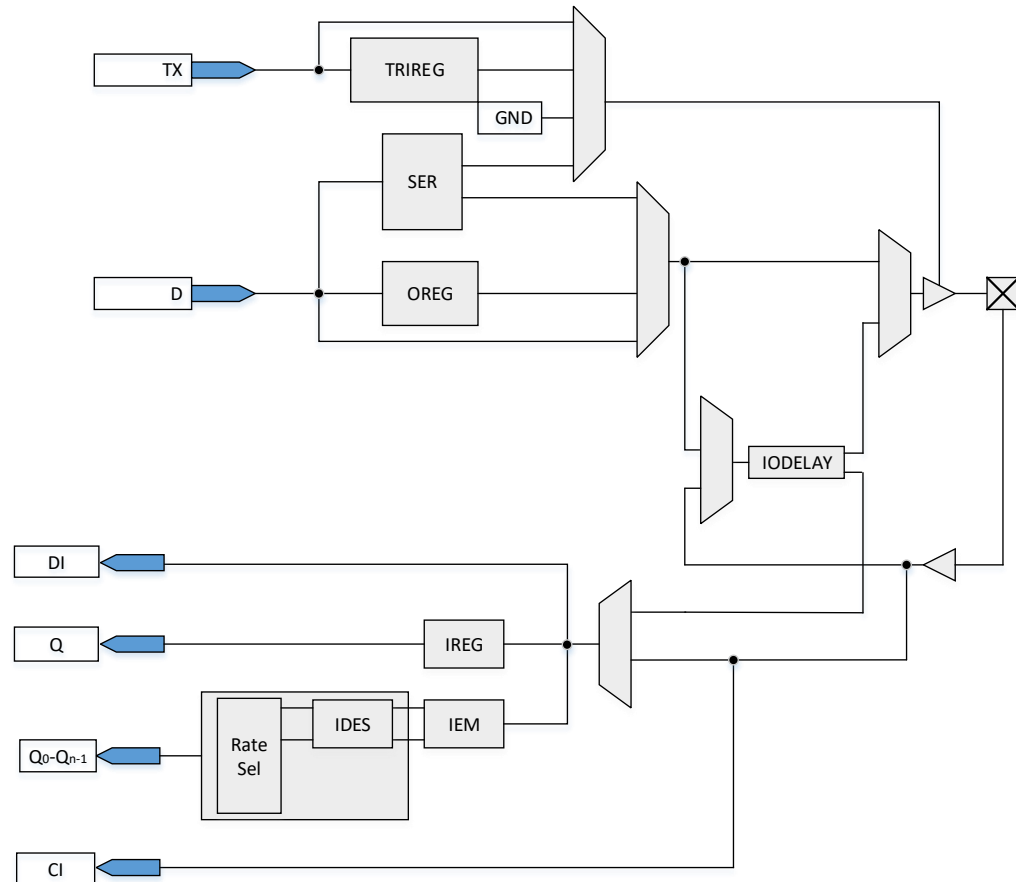 TX
TRIREG
GND
SER
D
OREG
IODELAY
DI
Q
IREG
Q0-Qn-1
Rate
Sel
IDES
IEM
CI